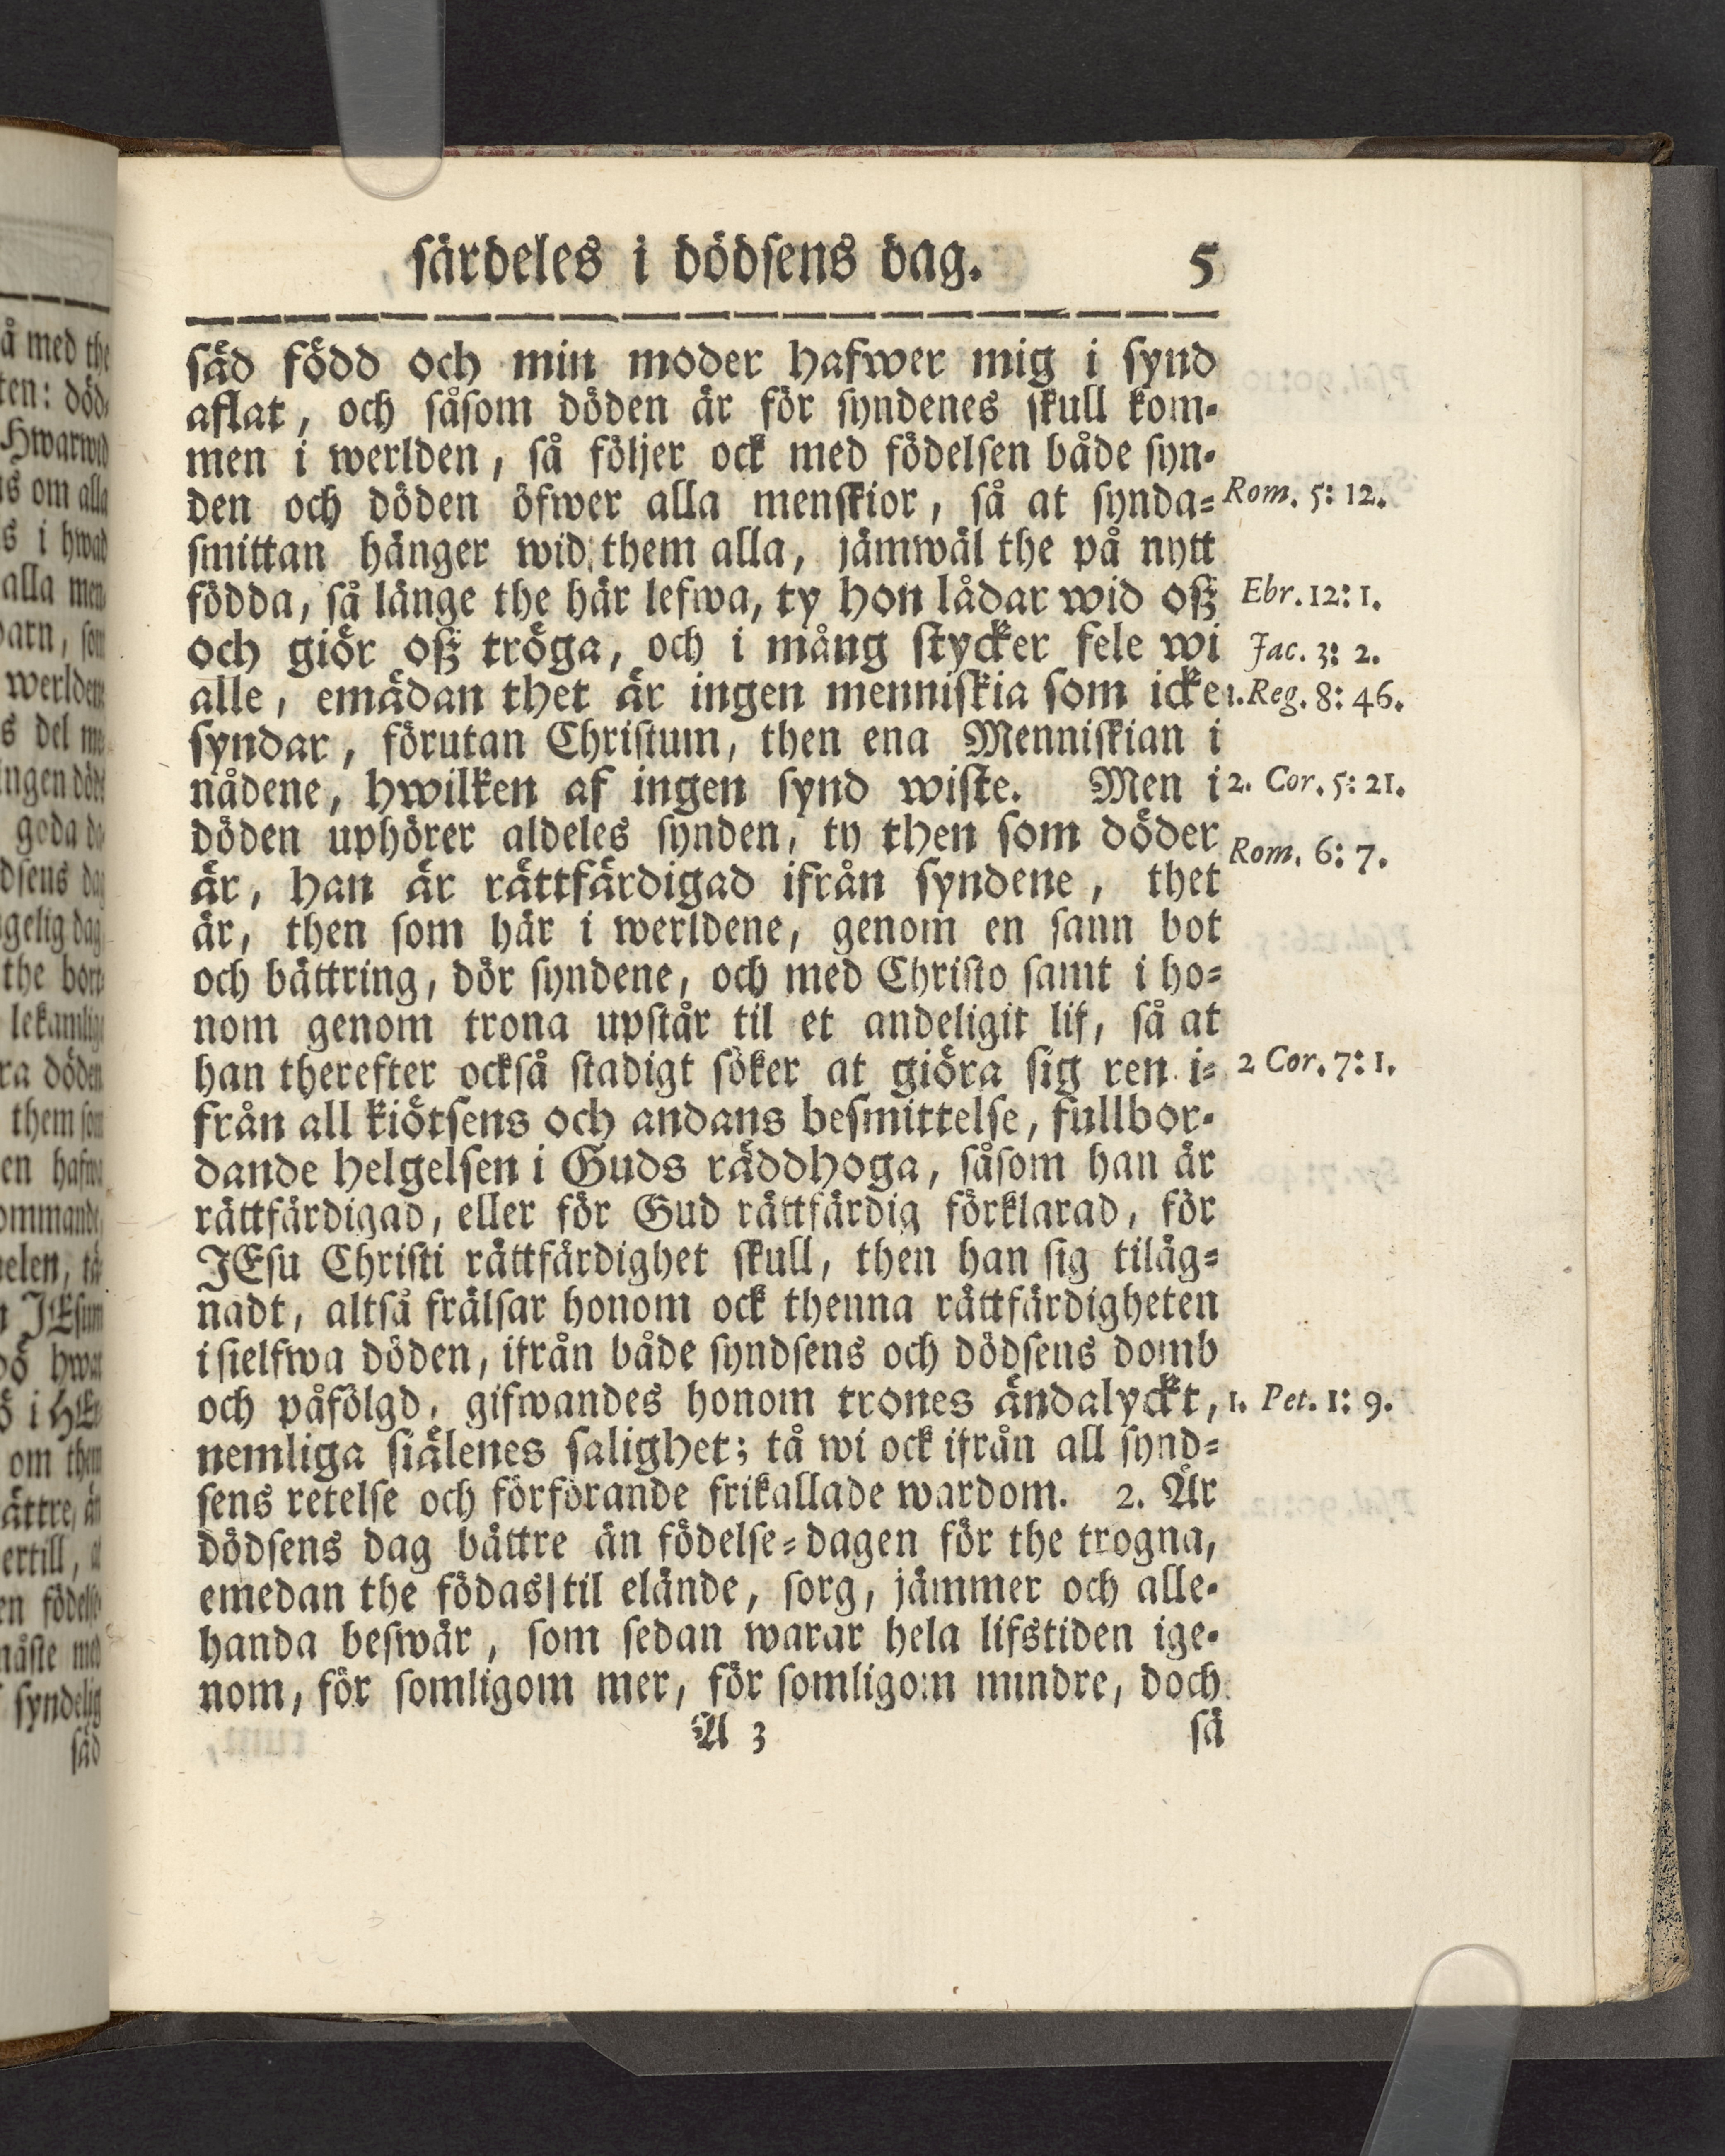 särdeles i dödsens dag. 5
säd född och min moder hafwer mig i synd
aflat, och såsom döden är för syndenes skull kom-
men i werlden, så följer ock med födelsen både syn-
den och döden öfwer alla menskior, så at synda- Rom. 5: 12.
smittan hänger wid them alla, jämwäl the på nytt
födda, så länge the här lefwa, ty hon lådar wid oß Ebr. 12: 1.
och giör oß tröga, och i mång stycker fele wi Jac. 3: 2.
alle, emädan thet är ingen menniskia som icke 1. Reg. 8: 46.
syndar, förutan Christum, then ena Menniskian i
nådene, hwilken af ingen synd wiste. Men i 2. Cor. 5: 21.
döden uphörer aldeles synden, ty then som döder
är, han är rättfärdigad ifrån syndene, thet Rom. 6: 7.
är, then som här i werldene, genom en sann bot
och bättring, dör syndene, och med Christo samt i ho-
nom genom trona upstår til et andeligit lif, så at
han therefter också stadigt söker at giöra sig ren i- 2 Cor. 7: 1.
från all kiötsens och andans besmittelse, fullbor-
dande helgelsen i Guds räddhoga, såsom han är
rättfärdigad, eller för Gud rättfärdig förklarad, för
JEsu Christi rättfärdighet skull, then han sig tiläg-
nadt, altså frälsar honom ock thenna rättfärdigheten
i sielfwa döden, ifrån både syndsens och dödsens domb
och påfölgd, gifwandes honom trones ändalyckt, 1. Pet. 1: 9.
nemliga siälenes salighet; tå wi ock ifrån all synd-
sens retelse och förförande frikallade wardom. 2. Är
dödsens dag bättre än födelse-dagen för the trogna,
emedan the födas til elände, sorg, jämmer och alle-
handa beswär, som sedan warar hela lifstiden ige-
nom, för somligom mer, för somligom mindre, doch
A 3 så